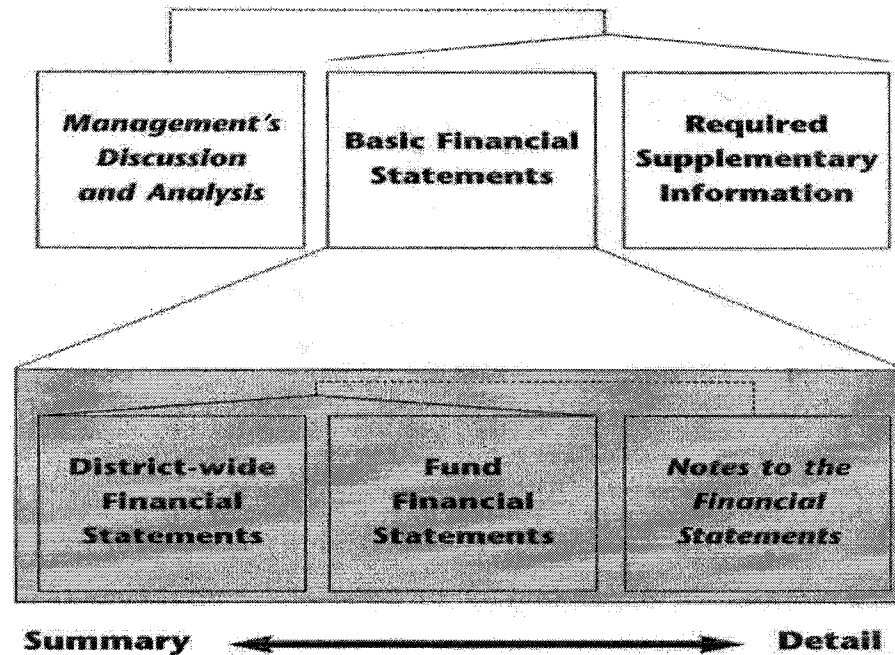 Management's
Discussion
and Analysis
Basic Financial
Statements
Required
Supplementary
Information
District-wide
Financial
Statements
Fund
Financial
Statements
Notes to the
Financial
Statements
Summary
Detail